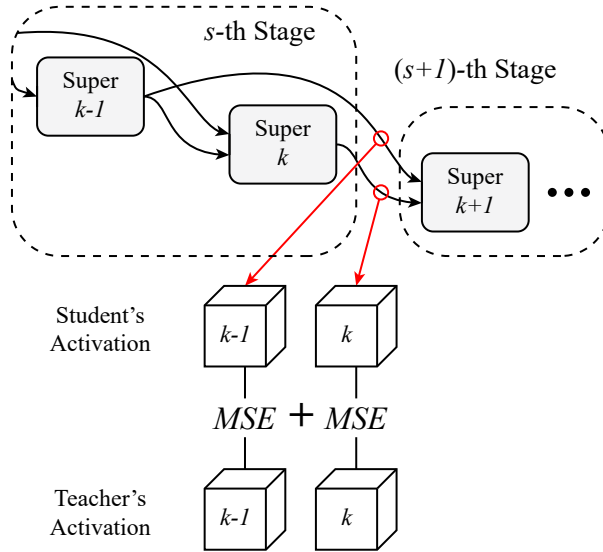 s-th Stage
(s+1)-th Stage
Super
k-1
Super
k
Super
k+1
•••
Student's
Activation
k-1
k
MSE + MSE
Teacher's
Activation
k-1
k